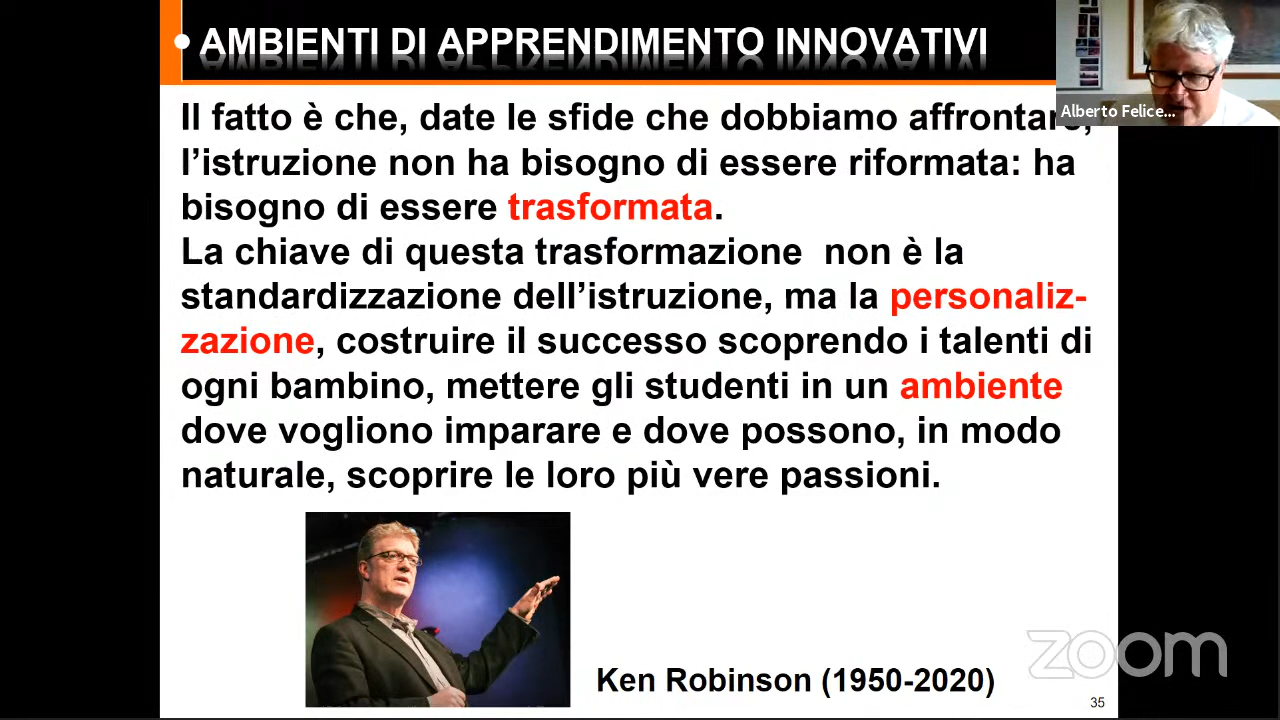 • AMBIENTI DI APPRENDIMENTO INNOVATIVI
Alberto Felice...
Il fatto è che, date le sfide che dobbiamo affrontare,
l’istruzione non ha bisogno di essere riformata: ha
bisogno di essere trasformata.
La chiave di questa trasformazione  non è la
standardizzazione dell’istruzione, ma la personaliz-
zazione, costruire il successo scoprendo i talenti di
ogni bambino, mettere gli studenti in un ambiente
dove vogliono imparare e dove possono, in modo
naturale, scoprire le loro più vere passioni.
zoom
Ken Robinson (1950-2020)
35